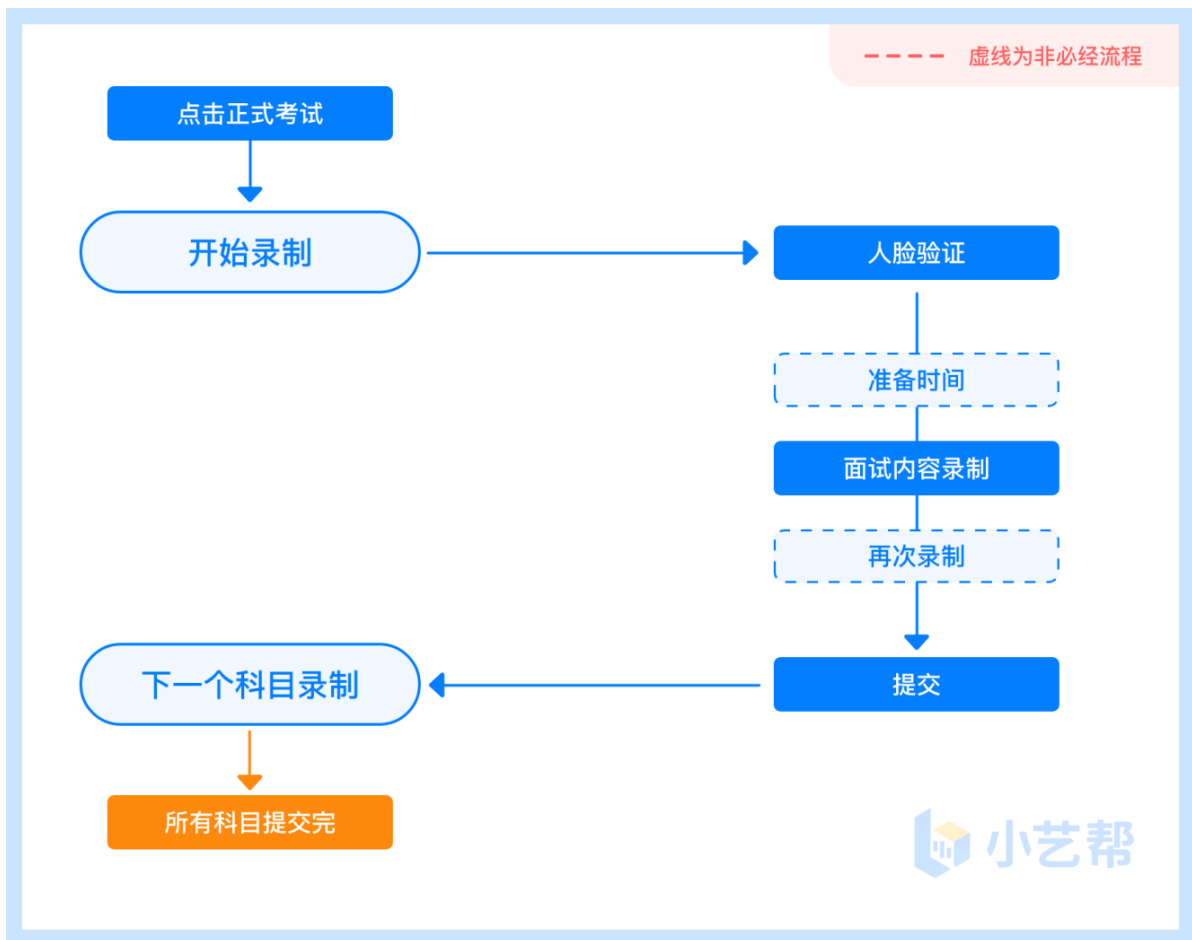 虚线为非必经流程
点击正式考试
开始录制
人脸验证
准备时间
面试内容录制
再次录制
提交
下一个科目录制
所有科目提交完
小艺帮